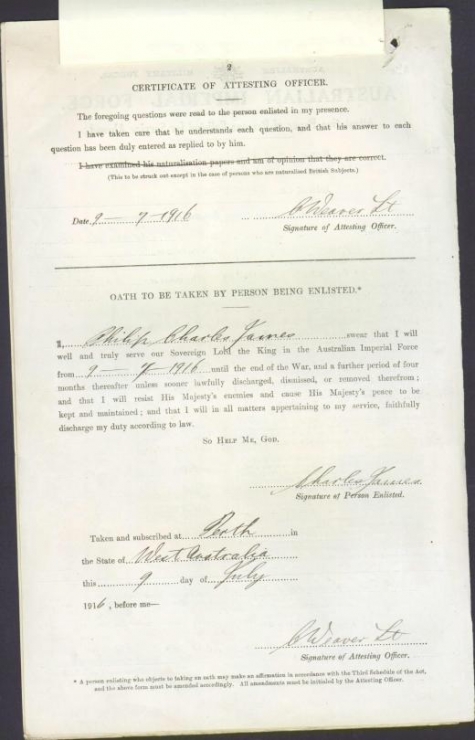 2
CERTIFICATE OF ATTESTING OFFICER.
The foregoing questions were read to the person enlisted in my presence.
I have taken care that he understands each question, and that his answer to each
question has been duly entered as replied to by him.
I have examined his naturalisation papers and am of opinion that they are correct.
(This to be struck out except in the case of persons who are naturalised British Subjects.)
Date 9-7-1916 C Weaver Lt
Signature of Attesting Officer.
OATH TO BE TAKEN BY PERSON BEING ENLISTED.*
I, Philip Charles James swear that I will
well and truly serve our Sovereign Lord the King in the Australian Imperial Force
from 9-7-1916 until the end of the War, and a further period of four
months thereafter unless sooner lawfully discharged, dismissed, or removed therefrom;
and that I will resist His Majesty's enemies and cause His Majesty's peace to be
kept and maintained; and that I will in all matters appertaining to my service, faithfully
discharge my duty according to law.
SO HELP ME, GOD.
Charles James
Signature of Person Enlisted.
Taken and subscribed at Perth in
the State of West Australia
this 9 day of July
1916, before me—
C Weaver Lt
Signature of Attesting Officer.
* A person enlisting who objects to taking an oath may make an affirmation in accordance with the Third Schedule of the Act,
and the above form must be amended accordingly. All amendments must be initialed by the Attesting Officer.